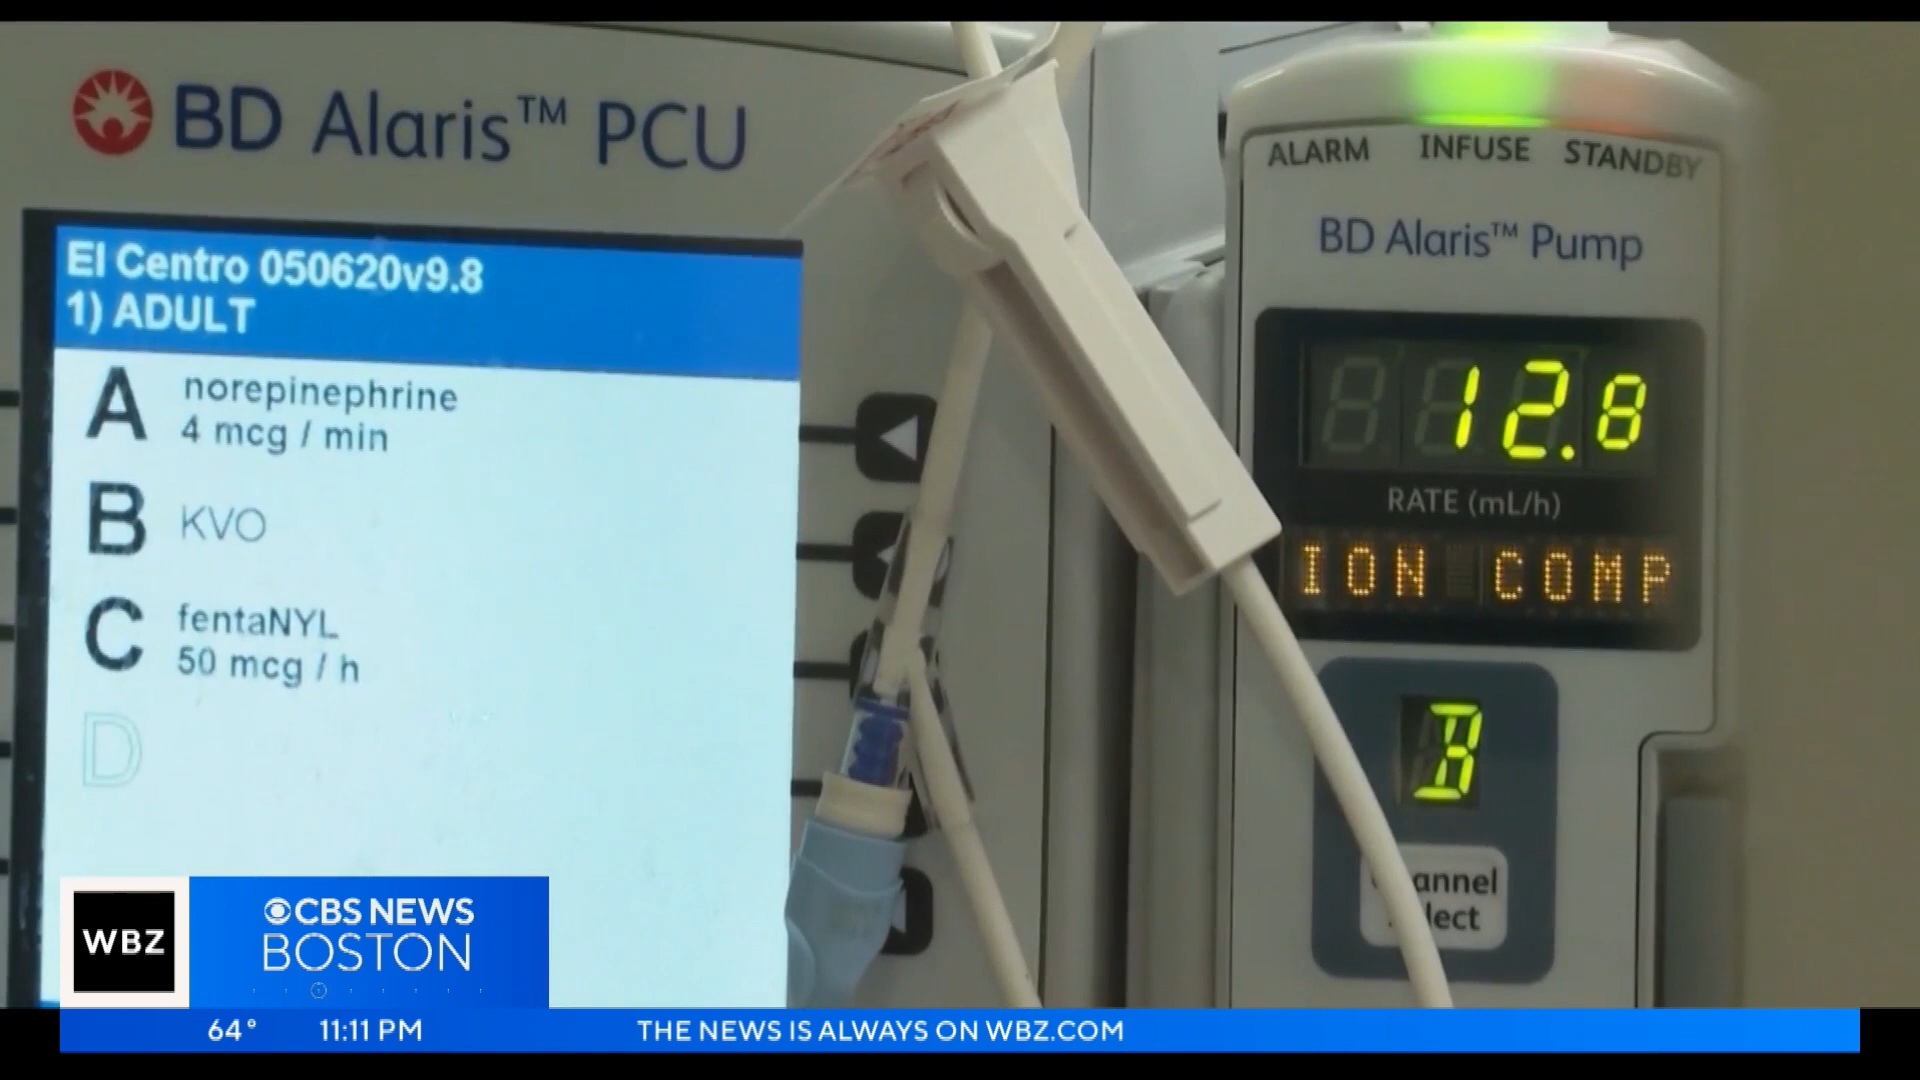 BD Alaris™ PCU
El Centro 050620v9.8
1) ADULT
A norepinephrine
4 mcg / min
B KVO
C fentaNYL
50 mcg / h
D
ALARM INFUSE STANDBY
BD Alaris™ Pump
12.8
RATE (mL/h)
ION COMP
B
WBZ
CBS NEWS
BOSTON
64° 11:11 PM THE NEWS IS ALWAYS ON WBZ.COM